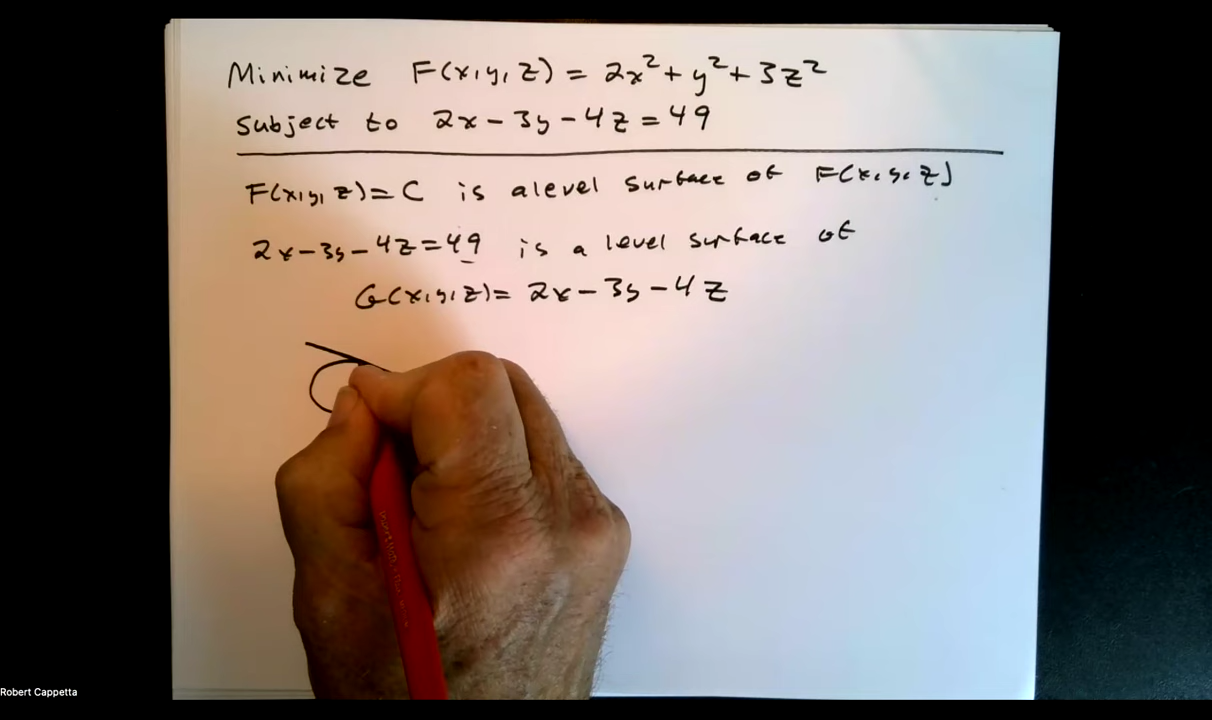 Minimize F(x,y,z) = 2x²+y²+3z²
subject to 2x-3y-4z=49
F(x,y,z)=C is a level surface of F(x,y,z)
2x-3y-4z=49 is a level surface of
G(x,y,z)= 2x-3y-4z
Robert Cappetta